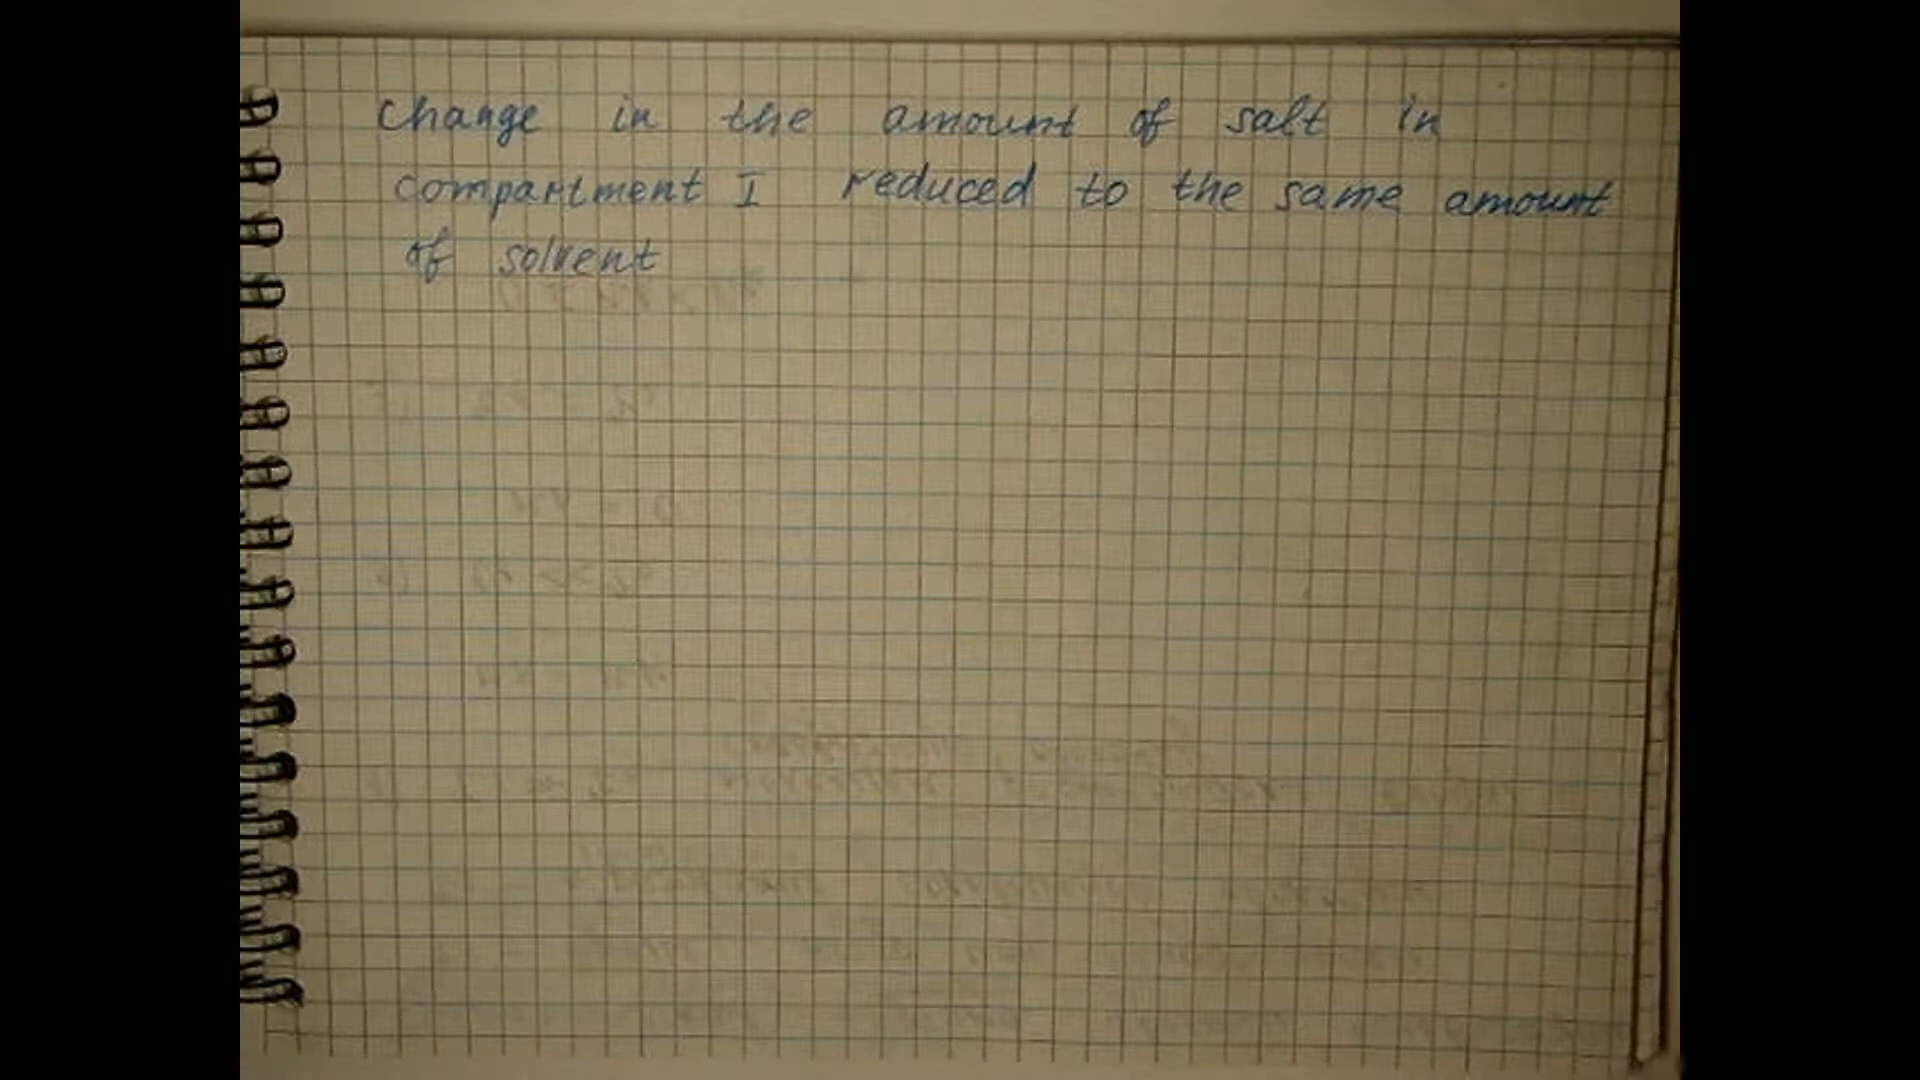 Change in the amount of salt in
compartment I reduced to the same amount
of solvent